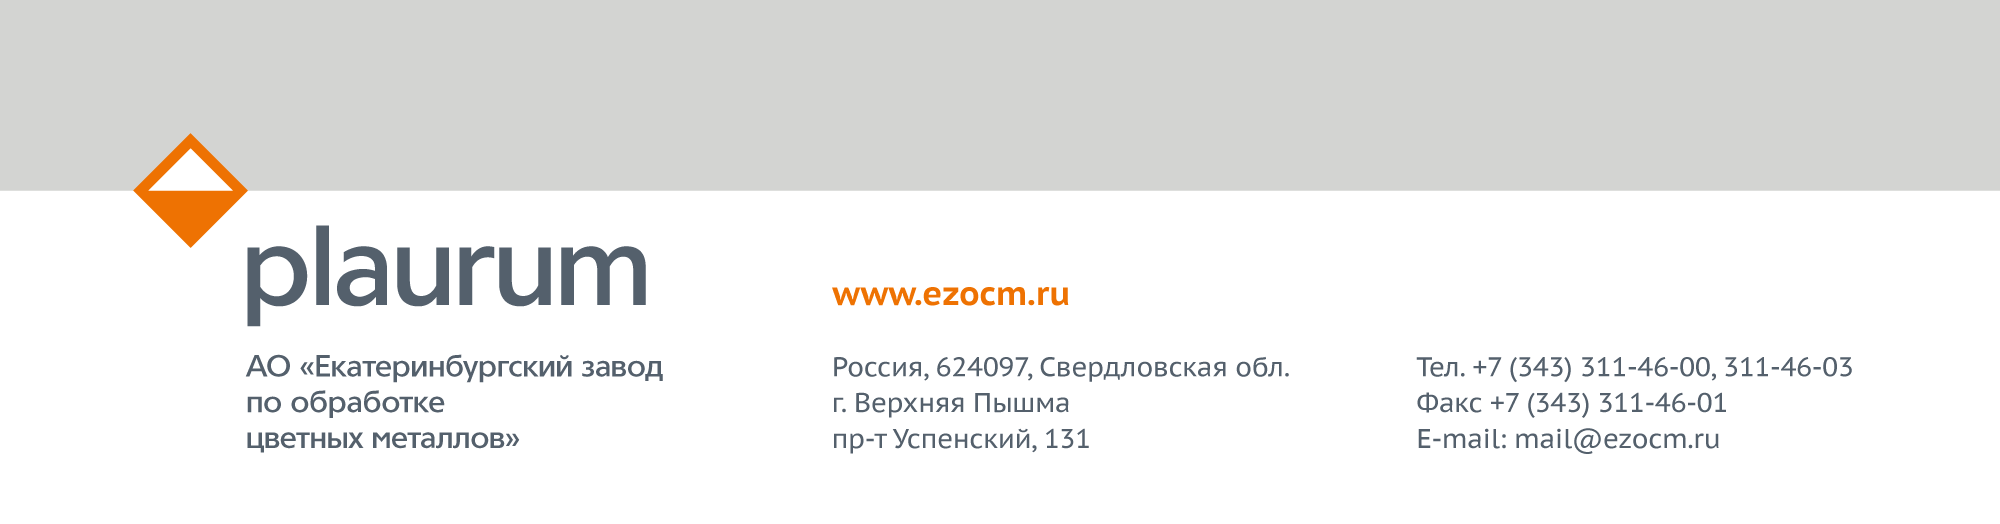 plaurum
АО «Екатеринбургский завод
по обработке
цветных металлов»
www.ezocm.ru
Россия, 624097, Свердловская обл.
г. Верхняя Пышма
пр-т Успенский, 131
Тел. +7 (343) 311-46-00, 311-46-03
Факс +7 (343) 311-46-01
E-mail: mail@ezocm.ru